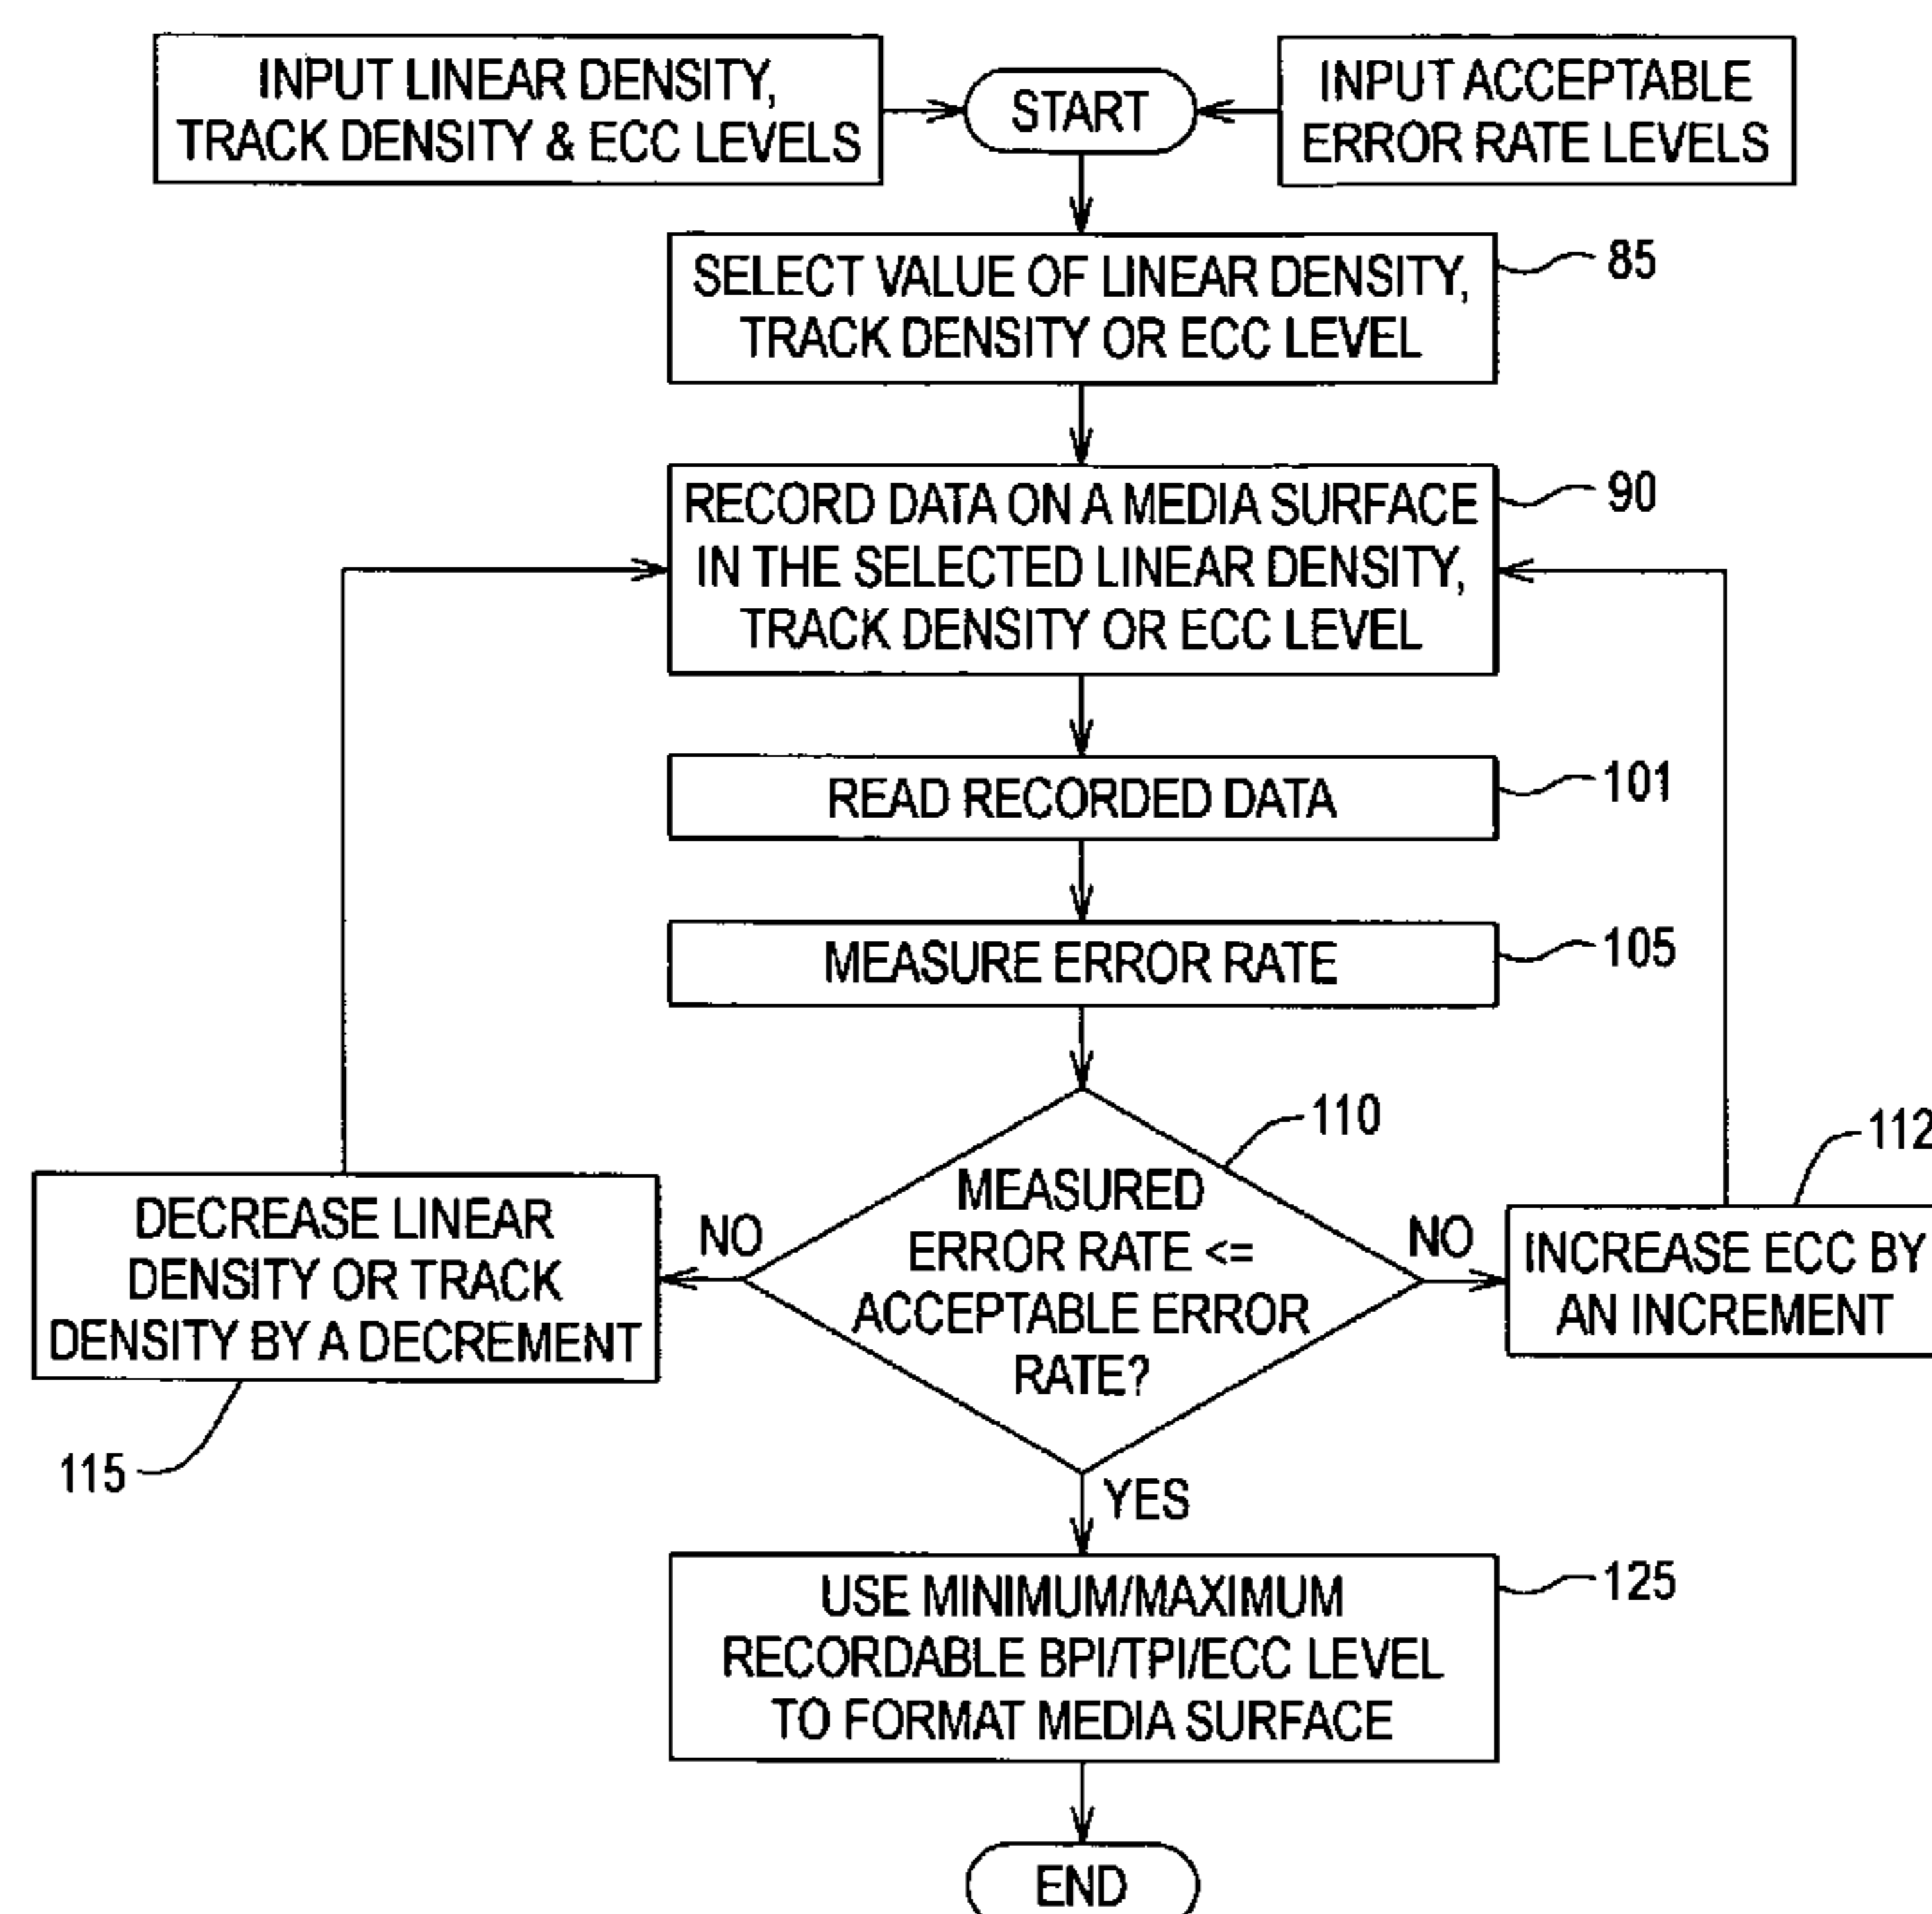 INPUT LINEAR DENSITY,
TRACK DENSITY & ECC LEVELS
START
INPUT ACCEPTABLE
ERROR RATE LEVELS
SELECT VALUE OF LINEAR DENSITY,
TRACK DENSITY OR ECC LEVEL
85
RECORD DATA ON A MEDIA SURFACE
IN THE SELECTED LINEAR DENSITY,
TRACK DENSITY OR ECC LEVEL
90
READ RECORDED DATA
101
MEASURE ERROR RATE
105
MEASURED
ERROR RATE <=
ACCEPTABLE ERROR
RATE?
110
NO
DECREASE LINEAR
DENSITY OR TRACK
DENSITY BY A DECREMENT
115
NO
INCREASE ECC BY
AN INCREMENT
112
YES
USE MINIMUM/MAXIMUM
RECORDABLE BPI/TPI/ECC LEVEL
TO FORMAT MEDIA SURFACE
125
END